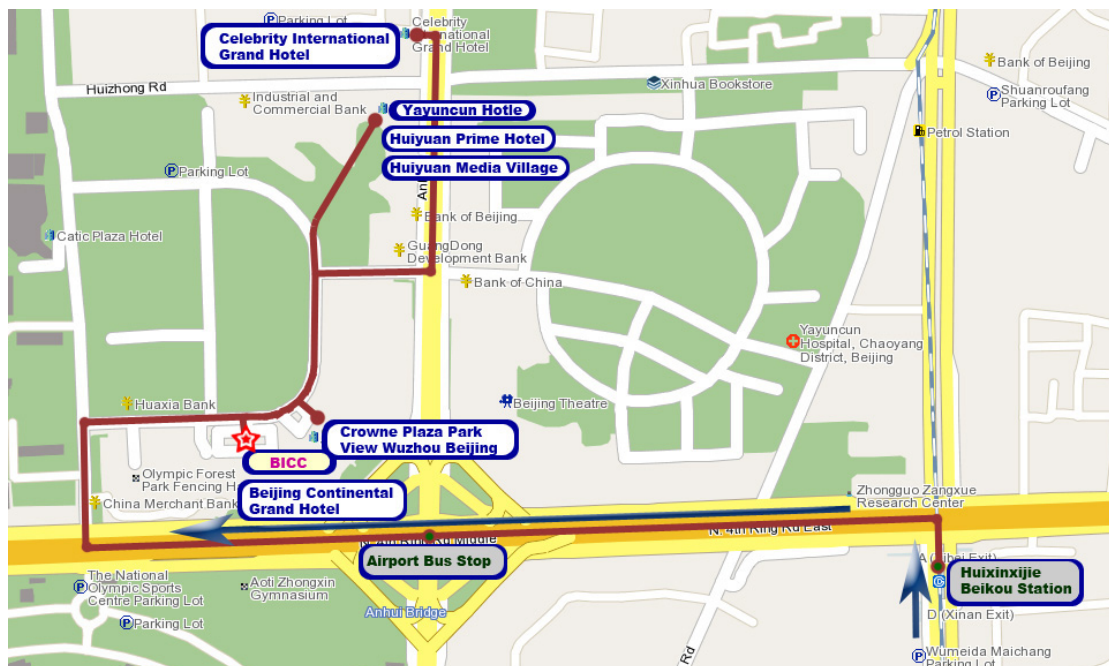 Parking Lot
Celebrity
International
Grand Hotel
Celebrity International
Grand Hotel
Huizhong Rd
Industrial and
Commercial Bank
Yayuncun Hotle
Huiyuan Prime Hotel
Huiyuan Media Village
Xinhua Bookstore
Bank of Beijing
Shuanroufang
Parking Lot
Petrol Station
Parking Lot
Catic Plaza Hotel
Bank of Beijing
GuangDong
Development Bank
Bank of China
Yayuncun
Hospital, Chaoyang
District, Beijing
Huaxia Bank
Beijing Theatre
Crowne Plaza Park
View Wuzhou Beijing
BICC
Olympic Forest
Park Fencing H
China Merchant Bank
Beijing Continental
Grand Hotel
Zhongguo Zangxue
Research Center
N. 4th Ring Rd East
N. 4th Ring Rd Middle
Airport Bus Stop
Huixinxijie
Beikou Station
The National
Olympic Sports
Centre Parking Lot
Parking Lot
Aoti Zhongxin
Gymnasium
Anhui Bridge
D (Xinan Exit)
Wumeida Maichang
Parking Lot
Rd